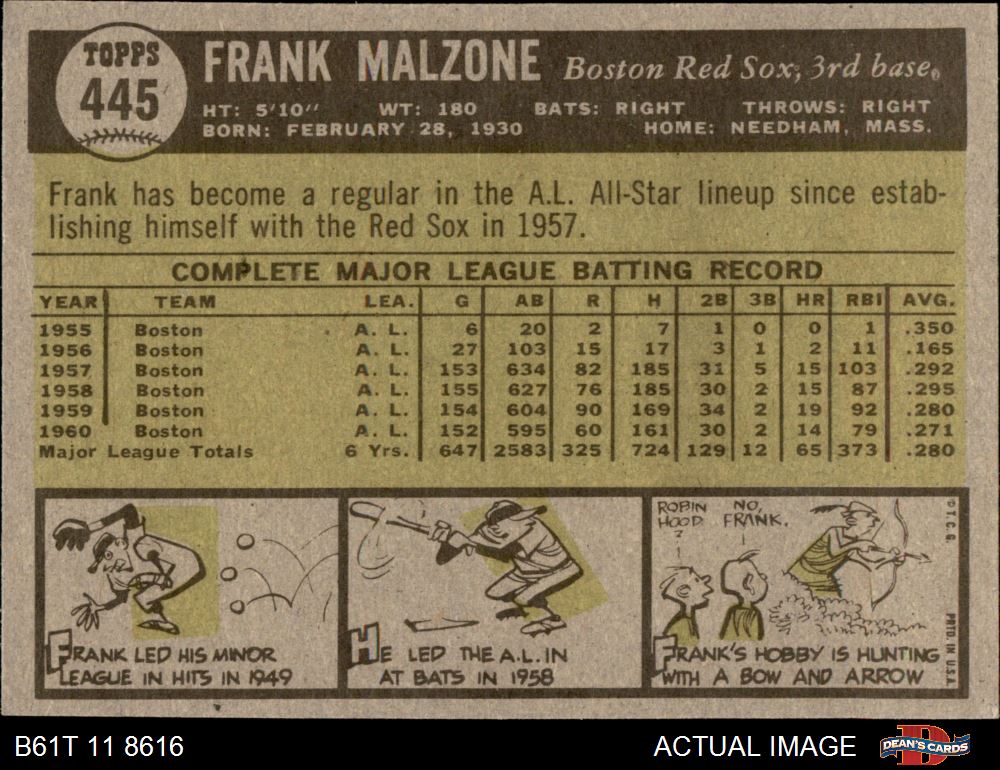 TOPPS
445
FRANK MALZONE Boston Red Sox, 3rd base
HT: 5'10" WT: 180 BATS: RIGHT THROWS: RIGHT
BORN: FEBRUARY 28, 1930 HOME: NEEDHAM, MASS.
Frank has become a regular in the A.L. All-Star lineup since estab-
lishing himself with the Red Sox in 1957.
COMPLETE MAJOR LEAGUE BATTING RECORD
YEAR TEAM LEA. G AB R H 2B 3B HR RBI AVG.
1955 Boston A. L. 6 20 2 7 1 0 0 1 .350
1956 Boston A. L. 27 103 15 17 3 1 2 11 .165
1957 Boston A. L. 153 634 82 185 31 5 15 103 .292
1958 Boston A. L. 155 627 76 185 30 2 15 87 .295
1959 Boston A. L. 154 604 90 169 34 2 19 92 .280
1960 Boston A. L. 152 595 60 161 30 2 14 79 .271
Major League Totals 6 Yrs. 647 2583 325 724 129 12 65 373 .280
FRANK LED HIS MINOR
LEAGUE IN HITS IN 1949
HE LED THE A.L. IN
AT BATS IN 1958
ROBIN
HOOD
?
NO,
FRANK.
FRANK'S HOBBY IS HUNTING
WITH A BOW AND ARROW
© T. C. G.
PRTD. IN U.S.A.
B61T 11 8616
ACTUAL IMAGE
D
DEAN'S CARDS